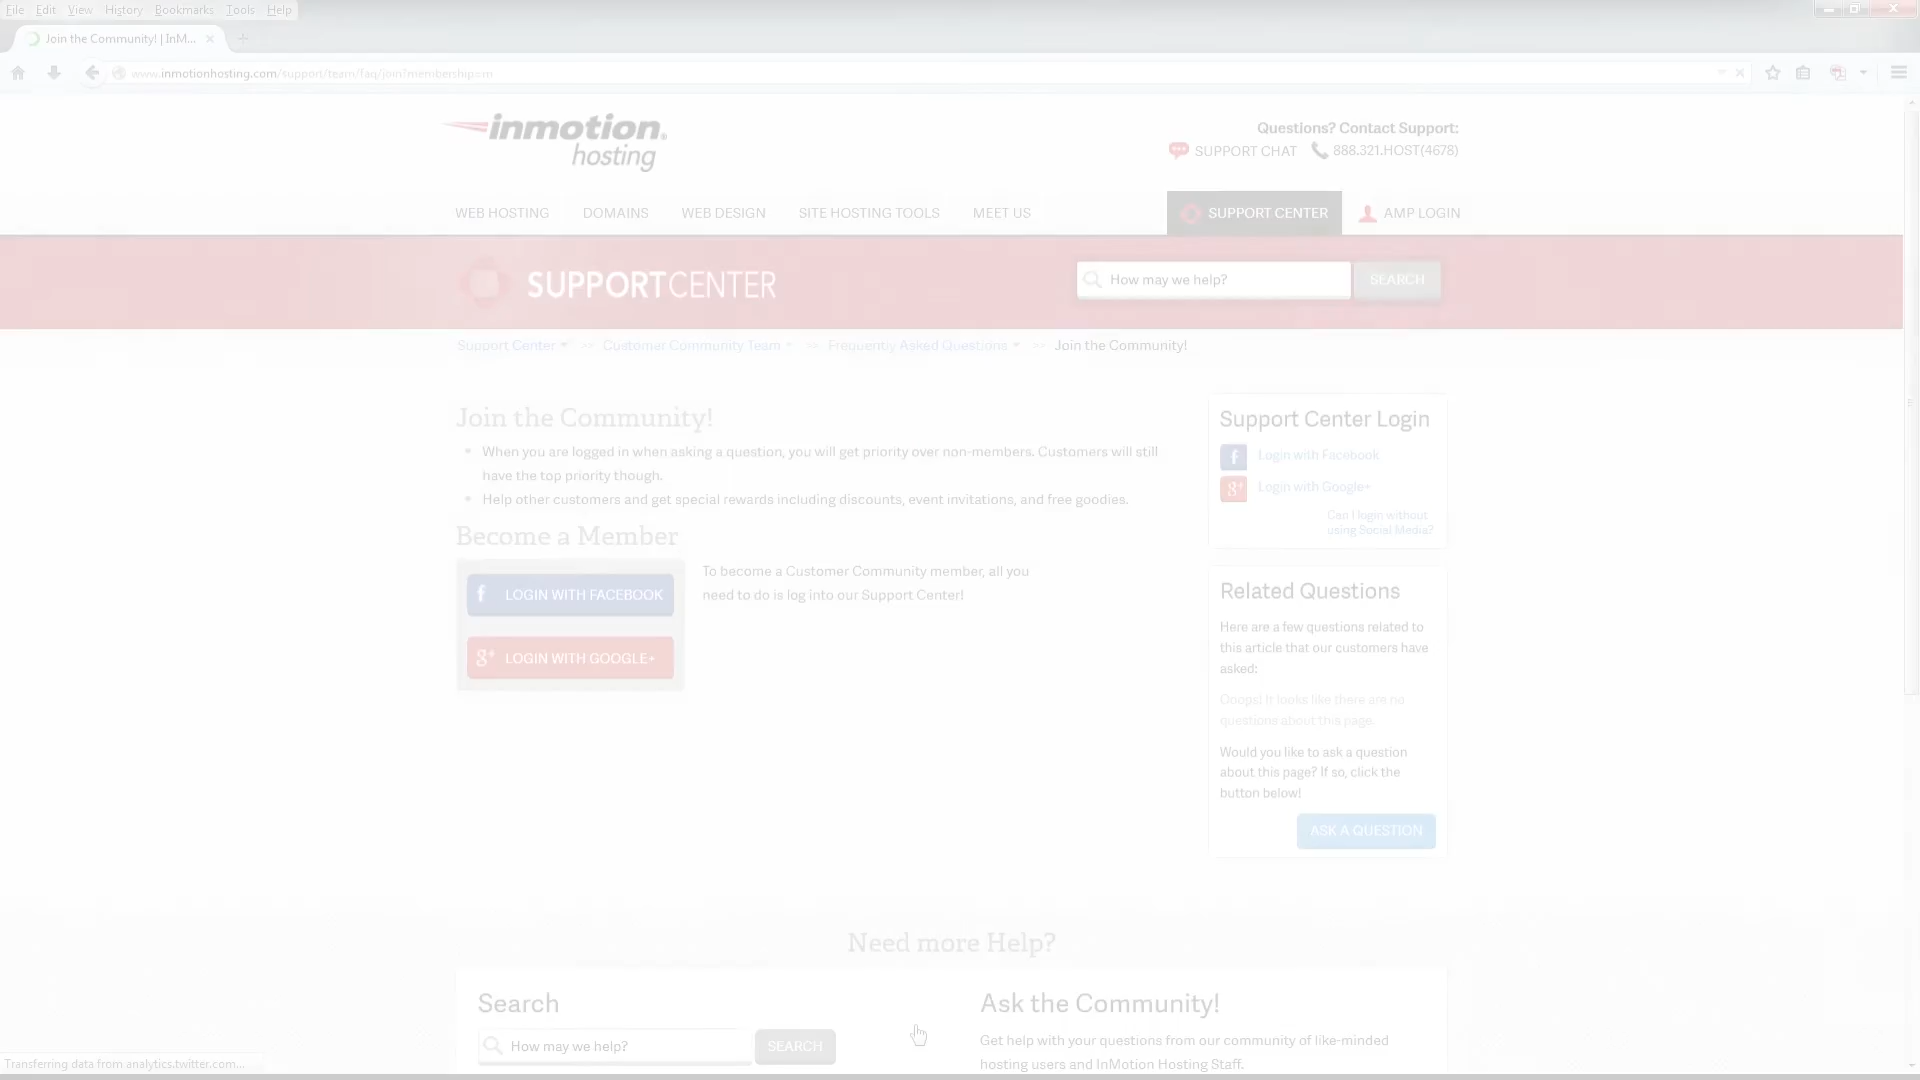 File Edit View History Bookmarks Tools Help
Join the Community! | InM...
www.inmotionhosting.com/support/team/faq/join?membership=m
inmotion
hosting
Questions? Contact Support:
SUPPORT CHAT 888.321.HOST(4678)
WEB HOSTING DOMAINS WEB DESIGN SITE HOSTING TOOLS MEET US SUPPORT CENTER AMP LOGIN
SUPPORTCENTER
How may we help? SEARCH
Support Center >> Customer Community Team >> Frequently Asked Questions >> Join the Community!
Join the Community!
When you are logged in when asking a question, you will get priority over non-members. Customers will still
have the top priority though.
Help other customers and get special rewards including discounts, event invitations, and free goodies.
Become a Member
f LOGIN WITH FACEBOOK
g+ LOGIN WITH GOOGLE+
To become a Customer Community member, all you
need to do is log into our Support Center!
Support Center Login
f Login with Facebook
g+ Login with Google+
Can I login without
using Social Media?
Related Questions
Here are a few questions related to
this article that our customers have
asked:
Ooops! It looks like there are no
questions about this page.
Would you like to ask a question
about this page? If so, click the
button below!
ASK A QUESTION
Need more Help?
Search
How may we help? SEARCH
Ask the Community!
Get help with your questions from our community of like-minded
hosting users and InMotion Hosting Staff.
Transferring data from analytics.twitter.com...